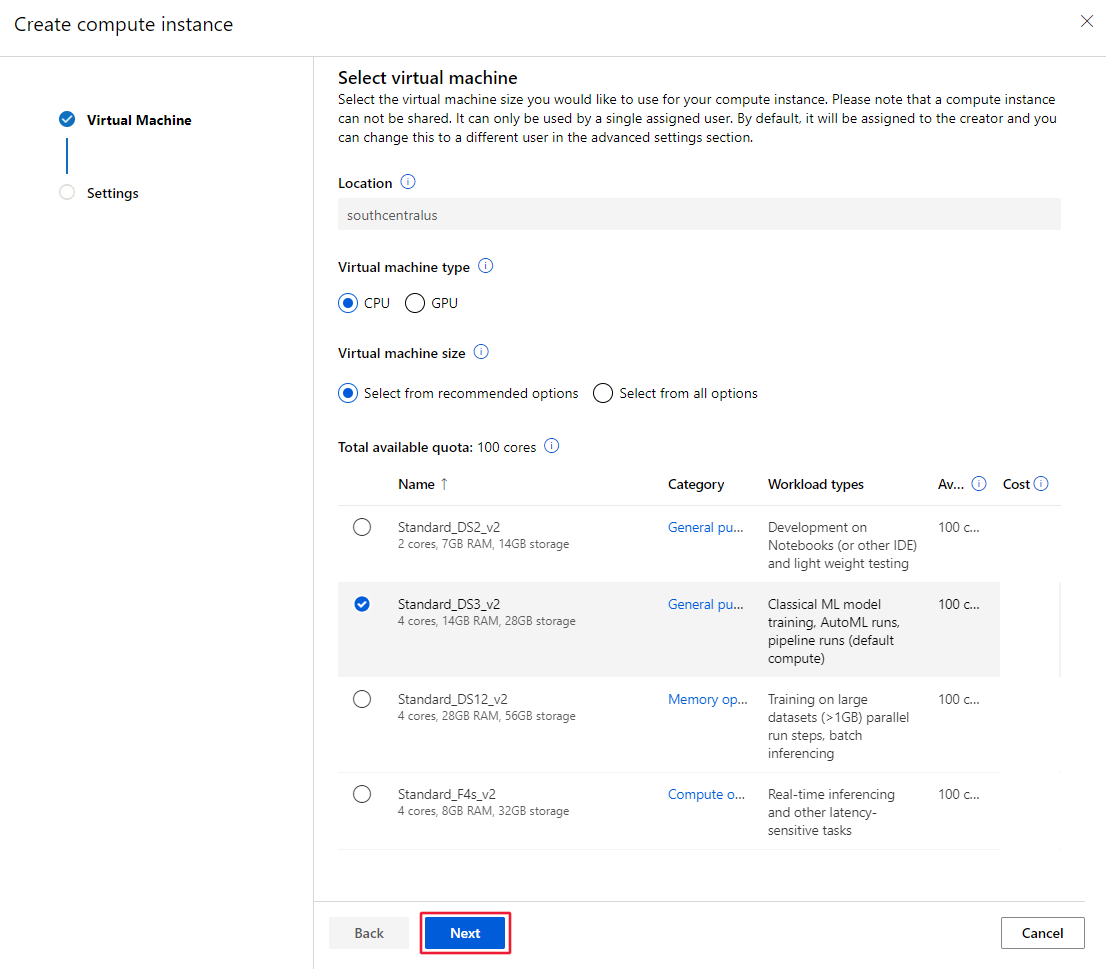 Create compute instance
Virtual Machine
Settings
Select virtual machine
Select the virtual machine size you would like to use for your compute instance. Please note that a compute instance
can not be shared. It can only be used by a single assigned user. By default, it will be assigned to the creator and you
can change this to a different user in the advanced settings section.
Location
southcentralus
Virtual machine type
CPU GPU
Virtual machine size
Select from recommended options Select from all options
Total available quota: 100 cores
Name ↑ Category Workload types Av... Cost
Standard_DS2_v2 General pu... Development on 100 c...
2 cores, 7GB RAM, 14GB storage Notebooks (or other IDE)
and light weight testing
Standard_DS3_v2 General pu... Classical ML model 100 c...
4 cores, 14GB RAM, 28GB storage training, AutoML runs,
pipeline runs (default
compute)
Standard_DS12_v2 Memory op... Training on large 100 c...
4 cores, 28GB RAM, 56GB storage datasets (>1GB) parallel
run steps, batch
inferencing
Standard_F4s_v2 Compute o... Real-time inferencing 100 c...
4 cores, 8GB RAM, 32GB storage and other latency-
sensitive tasks
Back Next Cancel